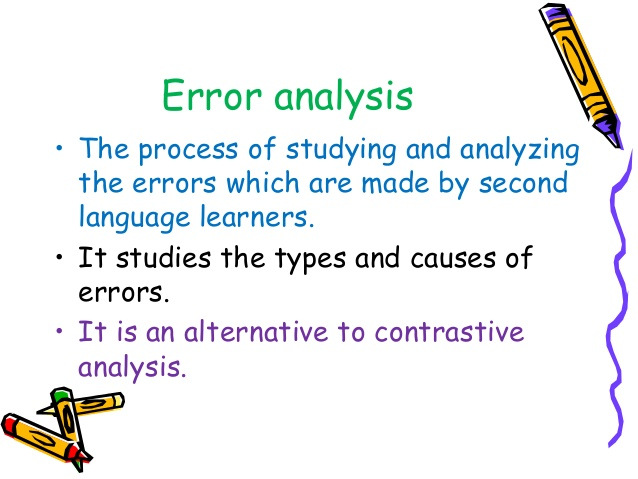 Error analysis
• The process of studying and analyzing
the errors which are made by second
language learners.
• It studies the types and causes of
errors.
• It is an alternative to contrastive
analysis.